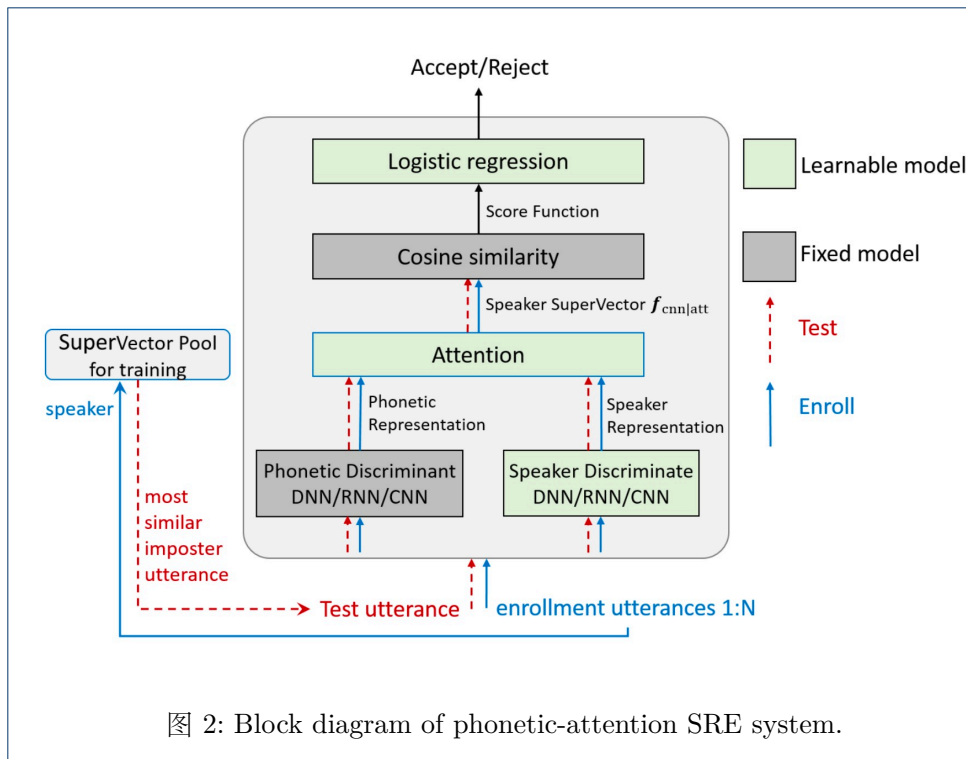 Accept/Reject
Logistic regression
Learnable model
Score Function
Cosine similarity
Fixed model
Speaker SuperVector f_cnn|att
Test
SuperVector Pool
for training
Attention
speaker
Phonetic
Representation
Speaker
Representation
Enroll
Phonetic Discriminant
DNN/RNN/CNN
Speaker Discriminate
DNN/RNN/CNN
most
similar
imposter
utterance
Test utterance
enrollment utterances 1:N
图 2: Block diagram of phonetic-attention SRE system.